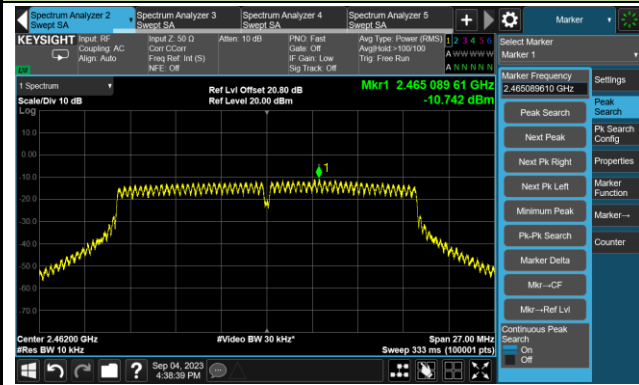 Spectrum Analyzer 2
Swept SA
Spectrum Analyzer 3
Swept SA
Spectrum Analyzer 4
Swept SA
Spectrum Analyzer 5
Swept SA
+
Marker
KEYSIGHT
Input: RF
Coupling: AC
Align: Auto
Input Z: 50 Ω
Corr CCorr
Freq Ref: Int (S)
NFE: Off
Atten: 10 dB
PNO: Fast
Gate: Off
IF Gain: Low
Sig Track: Off
Avg Type: Power (RMS)
Avg|Hold:>100/100
Trig: Free Run
1 2 3 4 5 6
A W W W W W
A N N N N N
Select Marker
Marker 1
1 Spectrum
Scale/Div 10 dB
Log
Ref Lvl Offset 20.80 dB
Ref Level 20.00 dBm
Mkr1 2.465 089 61 GHz
-10.742 dBm
10.0
0.00
-10.0
-20.0
-30.0
-40.0
-50.0
-60.0
-70.0
1
Center 2.46200 GHz
#Res BW 10 kHz
#Video BW 30 kHz*
Span 27.00 MHz
Sweep 333 ms (100001 pts)
Marker Frequency
2.465089610 GHz
Peak Search
Next Peak
Next Pk Right
Next Pk Left
Minimum Peak
Pk-Pk Search
Marker Delta
Mkr→CF
Mkr→Ref Lvl
Continuous Peak
Search
On
Off
Settings
Peak
Search
Pk Search
Config
Properties
Marker
Function
Marker→
Counter
?
Sep 04, 2023
4:38:39 PM